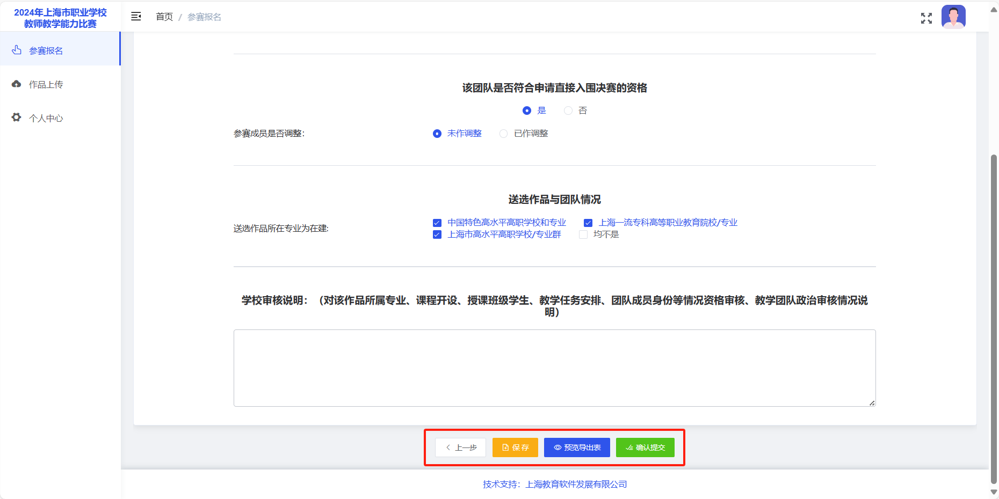 2024年上海市职业学校
教师教学能力比赛
首页 / 参赛报名
参赛报名
作品上传
个人中心
该团队是否符合申请直接入围决赛的资格
是 否
参赛成员是否调整： 未作调整 已作调整
送选作品与团队情况
送选作品所在专业为在建:
中国特色高水平高职学校和专业 上海一流专科高等职业教育院校/专业
上海市高水平高职学校/专业群 均不是
学校审核说明：（对该作品所属专业、课程开设、授课班级学生、教学任务安排、团队成员身份等情况资格审核、教学团队政治审核情况说
明）
上一步 保 存 预览导出表 确认提交
技术支持：上海教育软件发展有限公司